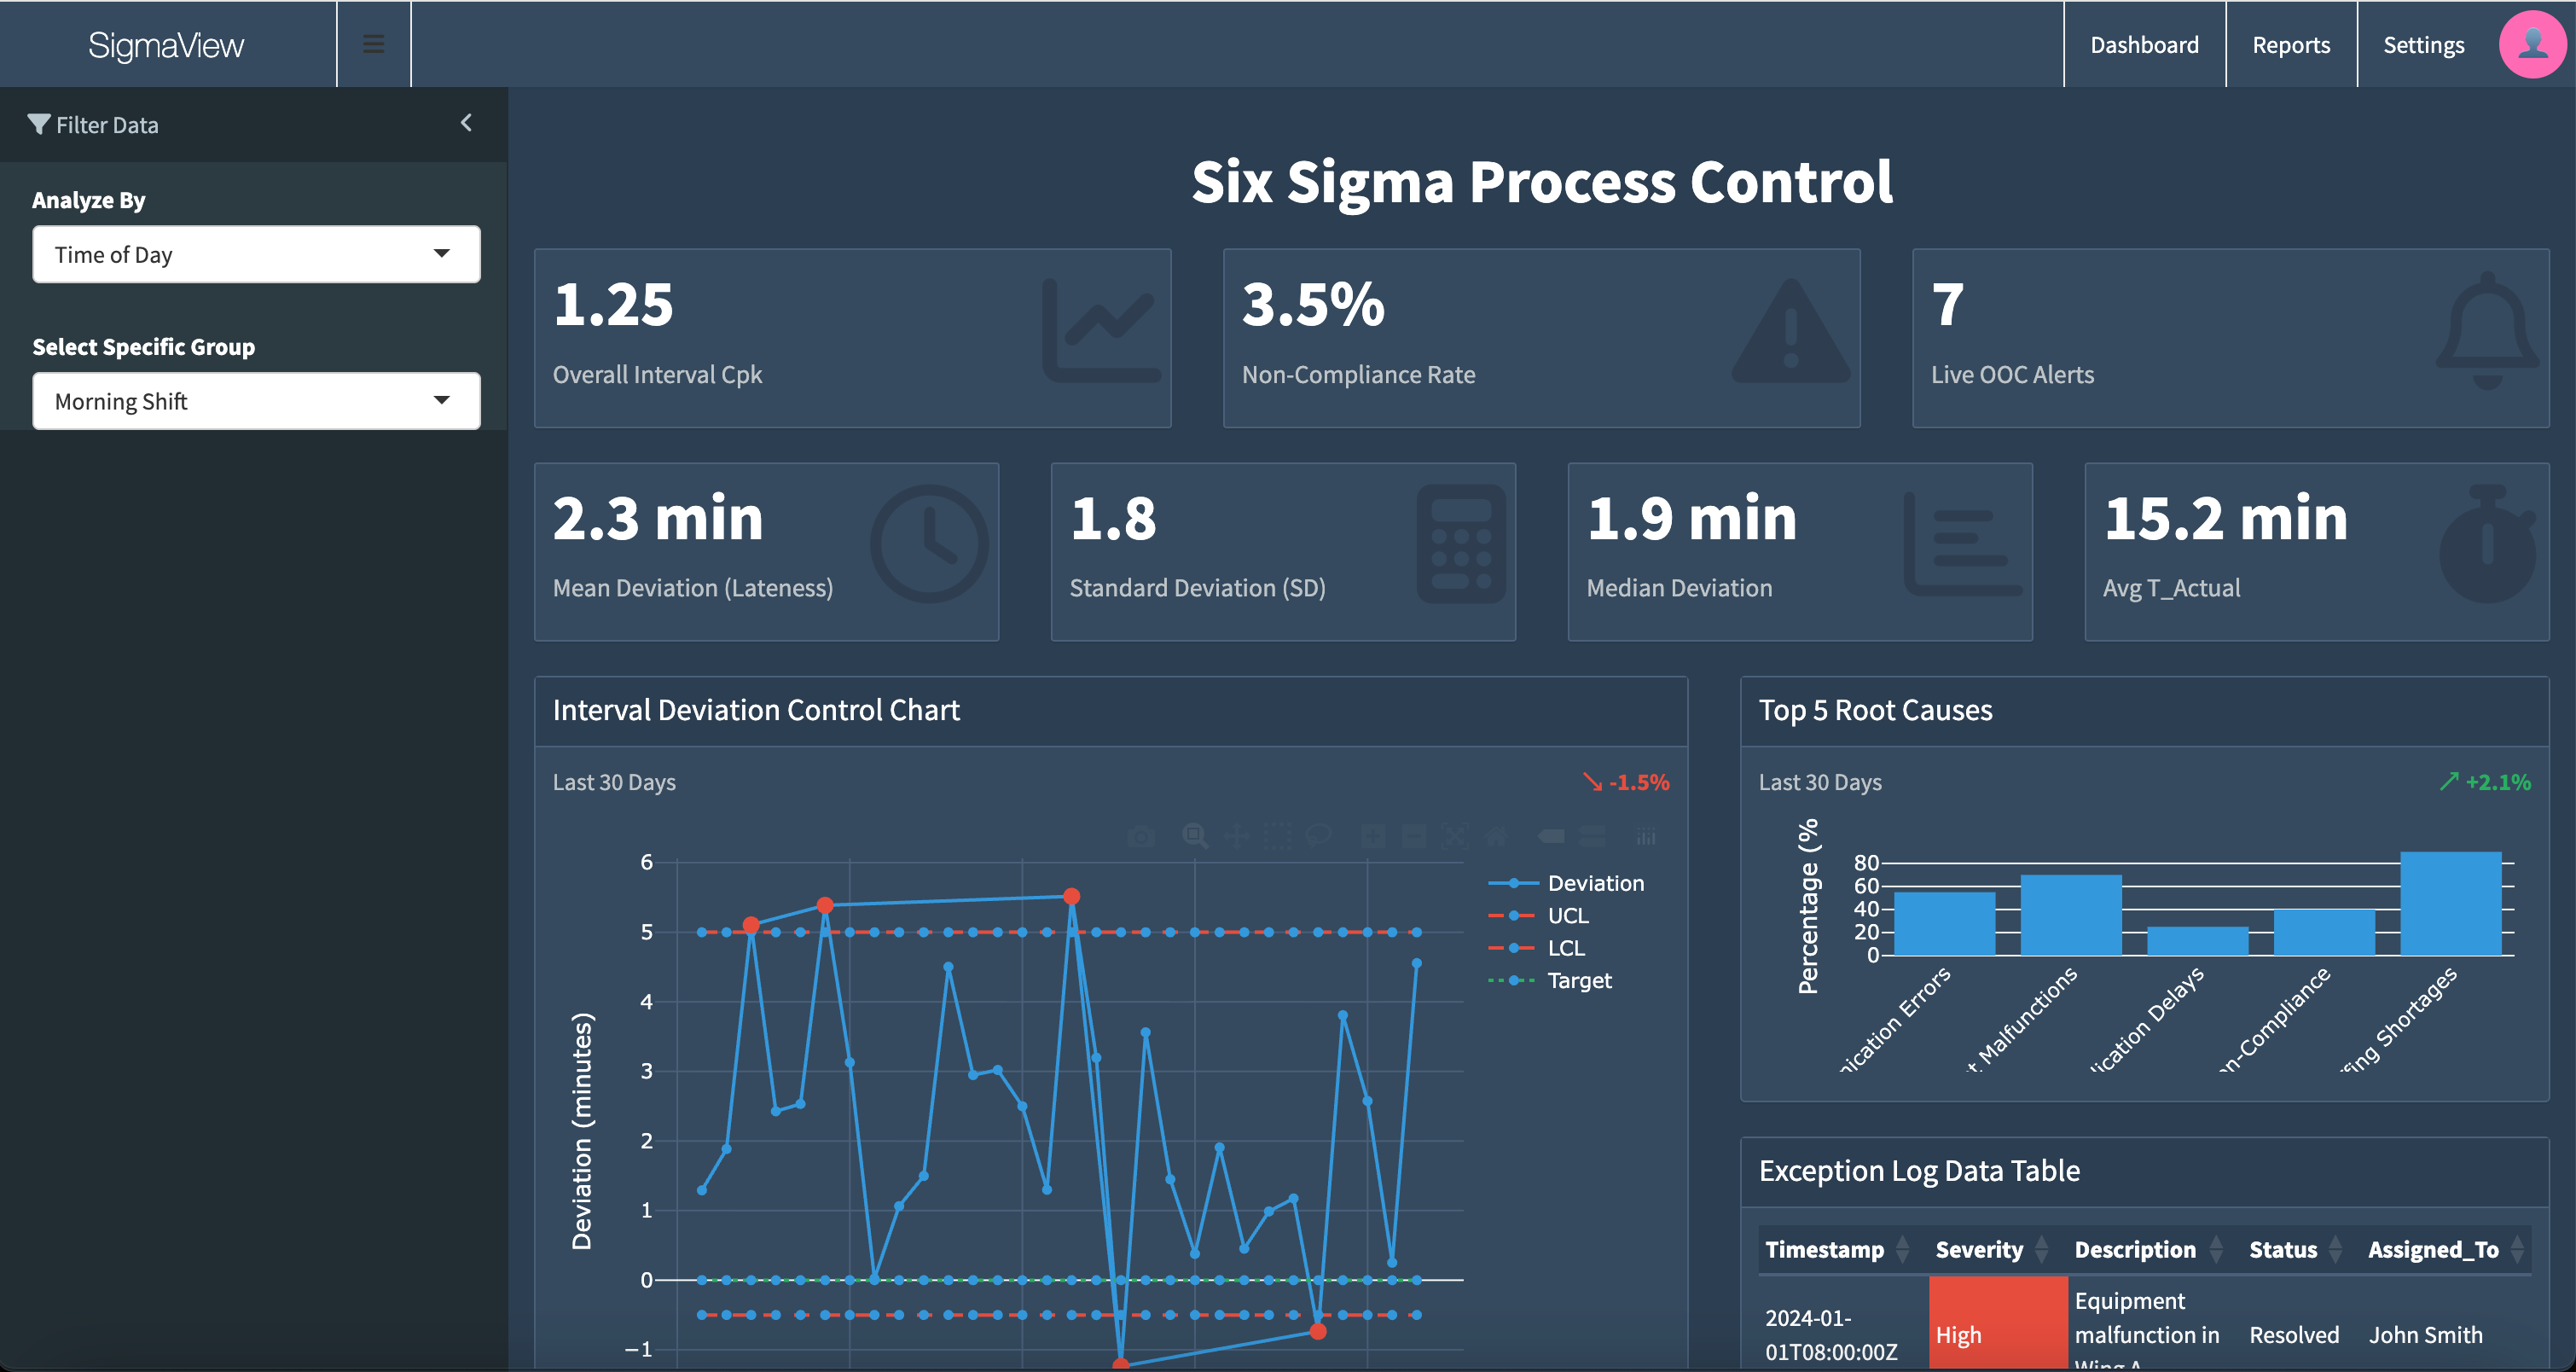 SigmaView
Dashboard
Reports
Settings
Filter Data
Analyze By
Time of Day
Select Specific Group
Morning Shift
Six Sigma Process Control
1.25
Overall Interval Cpk
3.5%
Non-Compliance Rate
7
Live OOC Alerts
2.3 min
Mean Deviation (Lateness)
1.8
Standard Deviation (SD)
1.9 min
Median Deviation
15.2 min
Avg T_Actual
Interval Deviation Control Chart
Last 30 Days
-1.5%
Deviation (minutes)
6
5
4
3
2
1
0
−1
Deviation
UCL
LCL
Target
Top 5 Root Causes
Last 30 Days
+2.1%
Percentage (%
80
60
40
20
0
nication Errors
t Malfunctions
lication Delays
n-Compliance
ffing Shortages
Exception Log Data Table
Timestamp Severity Description Status Assigned_To
2024-01-
01T08:00:00Z
High
Equipment
malfunction in
Wing A
Resolved
John Smith